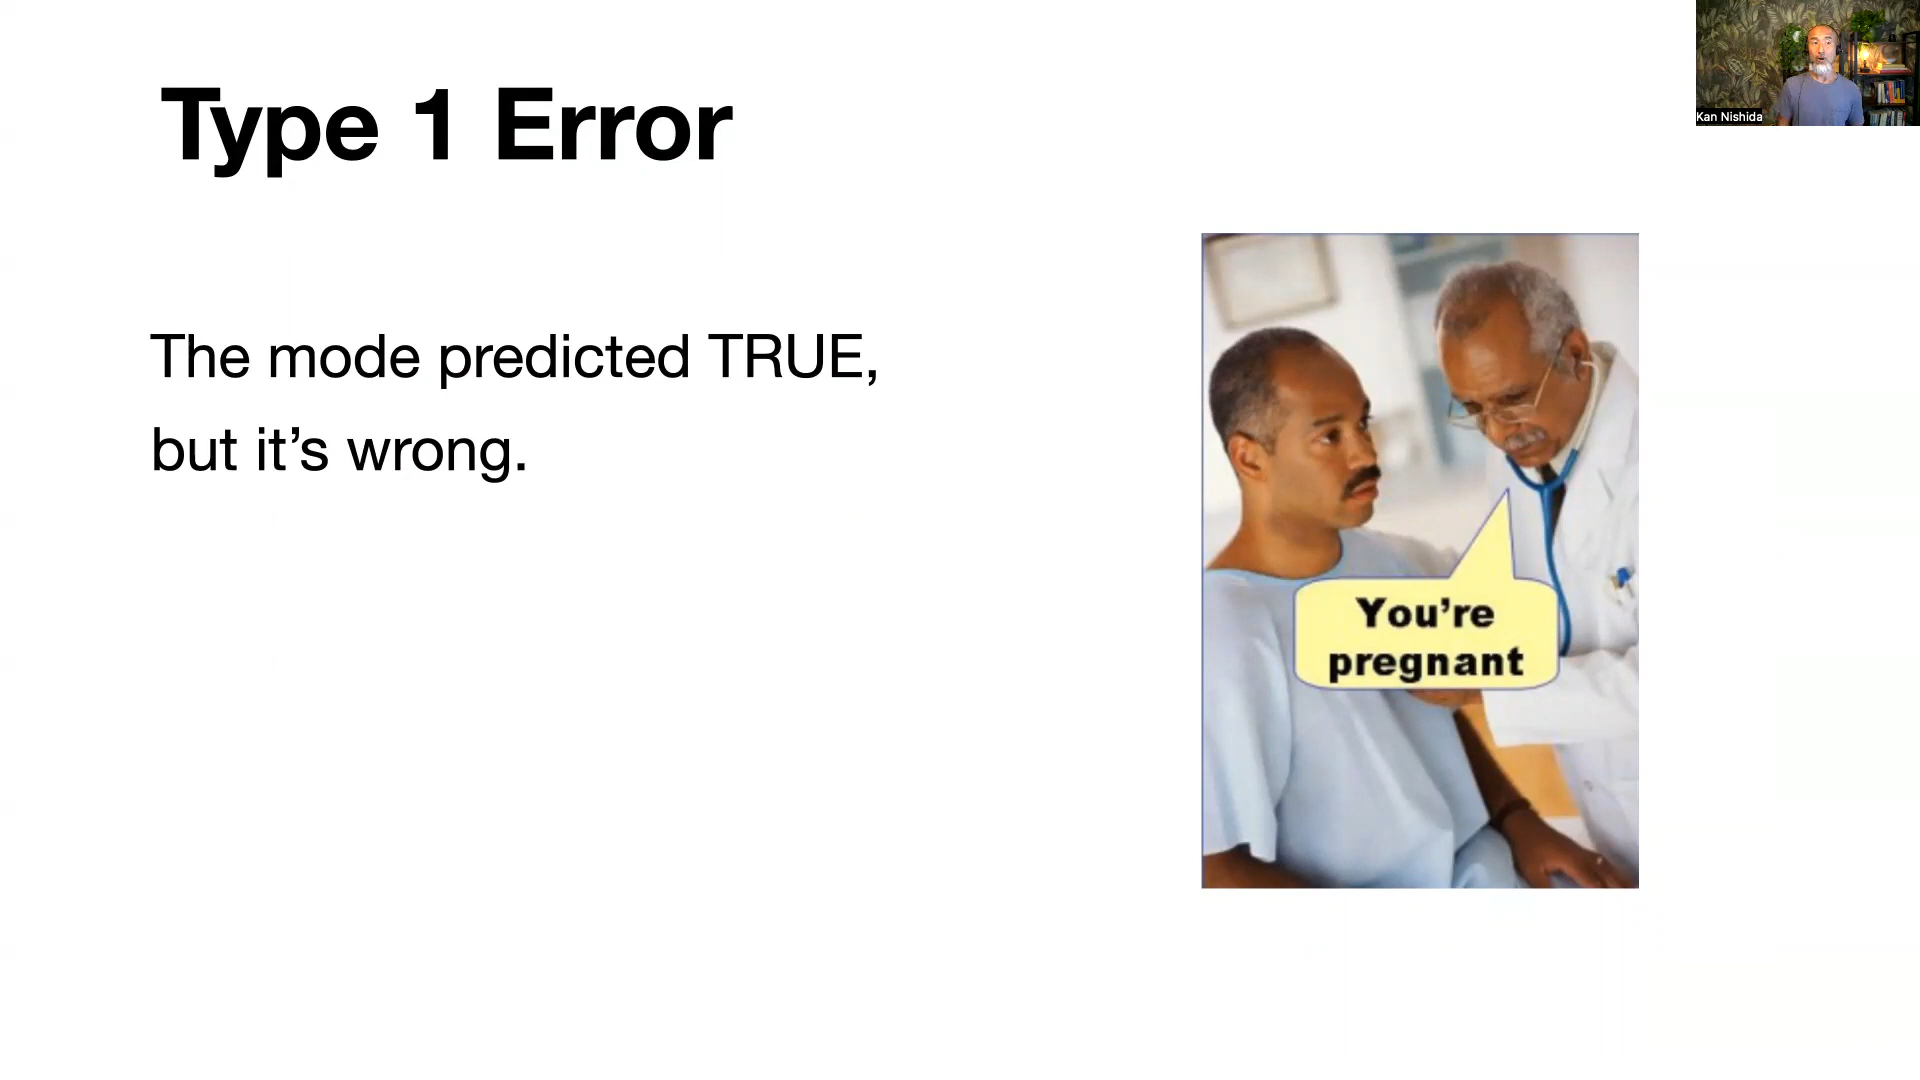 Type 1 Error
Kan Nishida
The mode predicted TRUE,
but it’s wrong.
You’re
pregnant